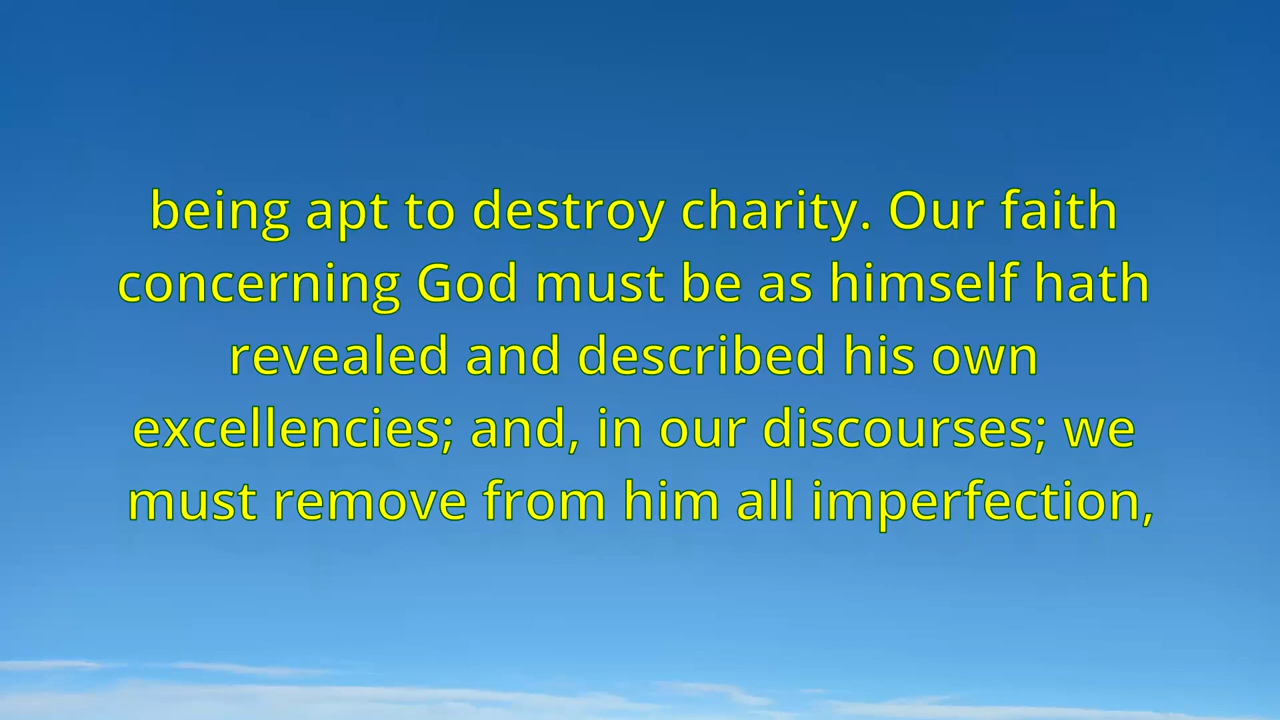 being apt to destroy charity. Our faith
concerning God must be as himself hath
revealed and described his own
excellencies; and, in our discourses; we
must remove from him all imperfection,